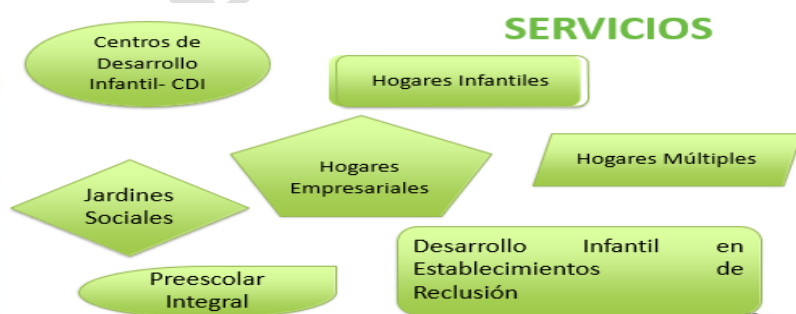 SERVICIOS
Centros de
Desarrollo
Infantil- CDI
Hogares Infantiles
Hogares
Empresariales
Hogares Múltiples
Jardines
Sociales
Desarrollo Infantil en
Establecimientos de
Reclusión
Preescolar
Integral